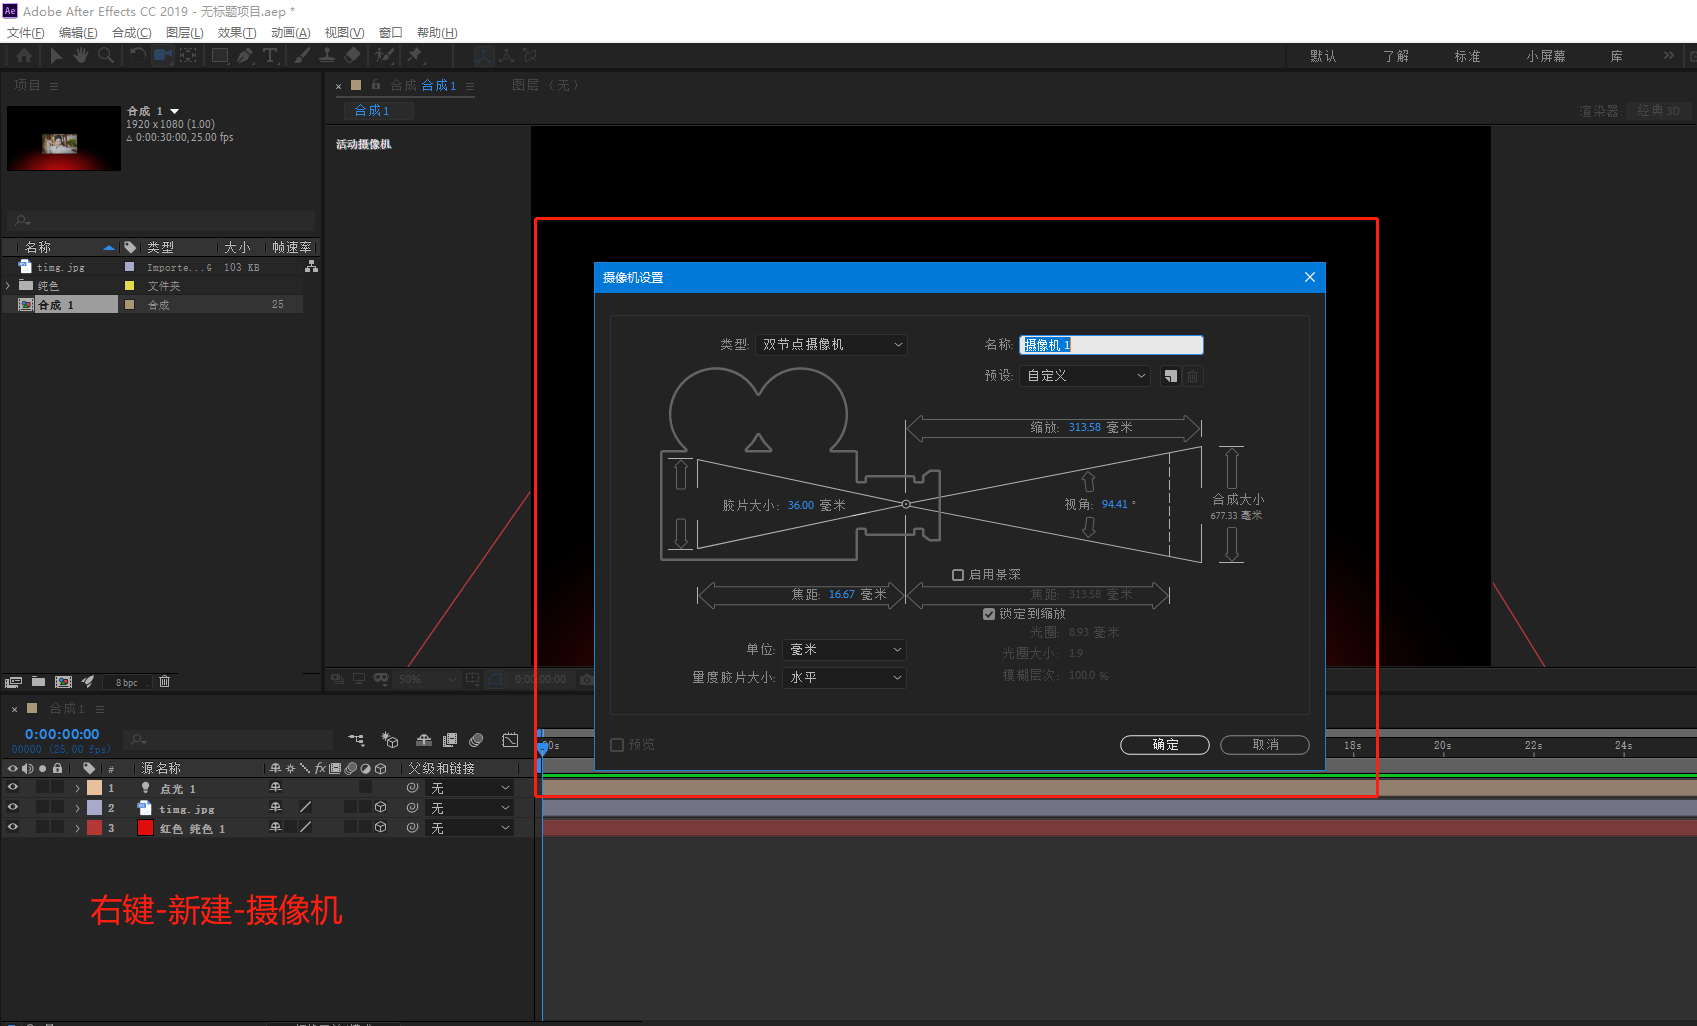 Ae Adobe After Effects CC 2019 - 无标题项目.aep *
文件(F) 编辑(E) 合成(C) 图层(L) 效果(T) 动画(A) 视图(V) 窗口 帮助(H)
默认 了解 标准 小屏幕 库
项目
合成 合成 1
图层 （无）
合成 1
1920 x 1080 (1.00)
Δ 0:00:30:00, 25.00 fps
合成 1
渲染器: 经典 3D
活动摄像机
名称 类型 大小 帧速率
timg.jpg Importe...G 103 KB
纯色 文件夹
合成 1 合成 25
摄像机设置
类型: 双节点摄像机
名称: 摄像机 1
预设: 自定义
缩放: 313.58 毫米
胶片大小: 36.00 毫米
视角: 94.41 °
合成大小
677.33 毫米
启用景深
焦距: 16.67 毫米
焦距: 313.58 毫米
锁定到缩放
光圈: 8.93 毫米
光圈大小: 1.9
模糊层次: 100.0 %
单位: 毫米
量度胶片大小: 水平
预览
确定
取消
8 bpc
50%
0:00:00:00
合成 1
0:00:00:00
00000 (25.00 fps)
00s 18s 20s 22s 24s
# 源名称 fx 父级和链接
1 点光 1 无
2 timg.jpg 无
3 红色 纯色 1 无
右键-新建-摄像机